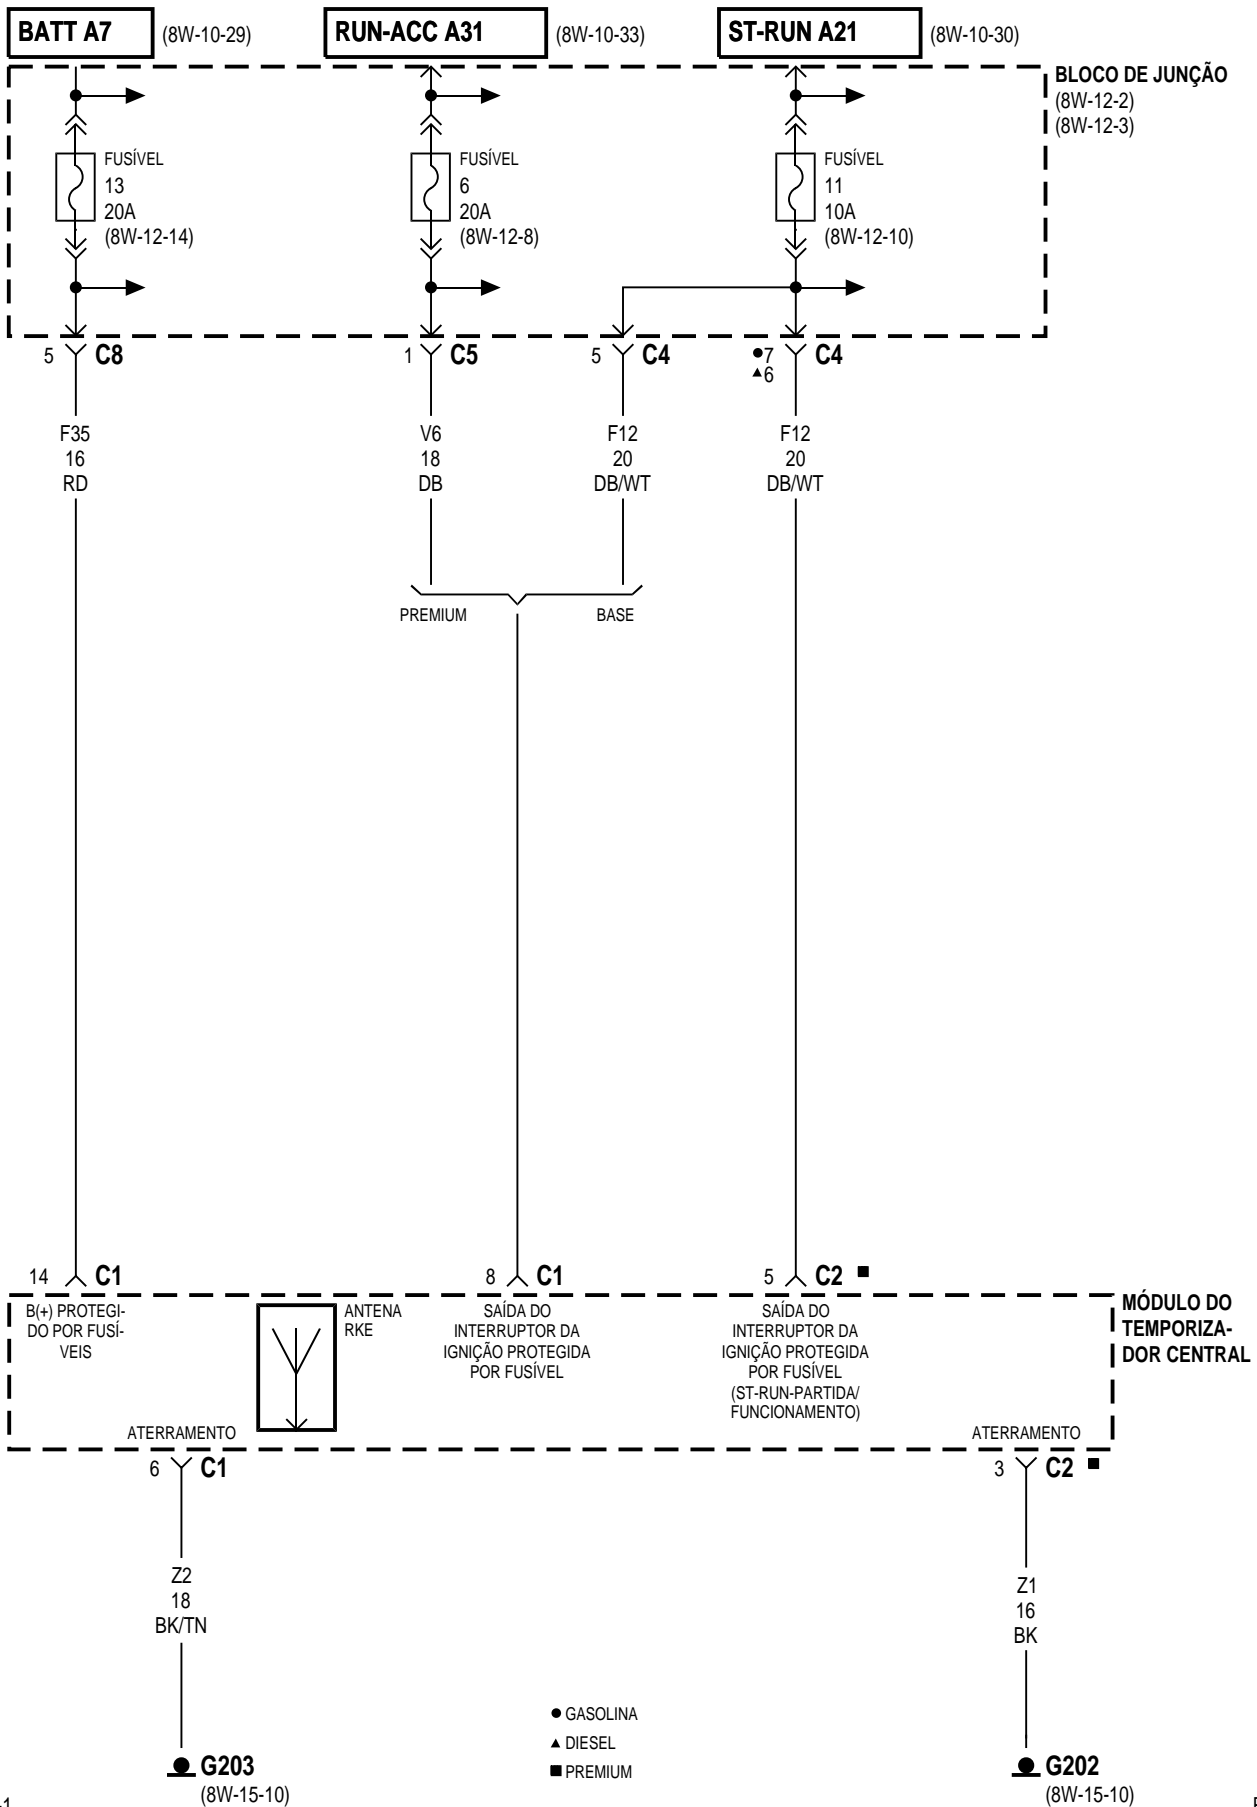 BATT A7 (8W-10-29) RUN-ACC A31 (8W-10-33) ST-RUN A21 (8W-10-30)
BLOCO DE JUNÇÃO
(8W-12-2)
(8W-12-3)
FUSÍVEL
13
20A
(8W-12-14)
FUSÍVEL
6
20A
(8W-12-8)
FUSÍVEL
11
10A
(8W-12-10)
5 C8
1 C5
5 C4
●7 C4
▲6
F35
16
RD
V6
18
DB
F12
20
DB/WT
F12
20
DB/WT
PREMIUM BASE
14 C1
8 C1
5 C2 ■
B(+) PROTEGI-
DO POR FUSÍ-
VEIS
ANTENA
RKE
SAÍDA DO
INTERRUPTOR DA
IGNIÇÃO PROTEGIDA
POR FUSÍVEL
SAÍDA DO
INTERRUPTOR DA
IGNIÇÃO PROTEGIDA
POR FUSÍVEL
(ST-RUN-PARTIDA/
FUNCIONAMENTO)
MÓDULO DO
TEMPORIZA-
DOR CENTRAL
ATERRAMENTO
ATERRAMENTO
6 C1
3 C2 ■
Z2
18
BK/TN
Z1
16
BK
● GASOLINA
▲ DIESEL
■ PREMIUM
G203
(8W-15-10)
G202
(8W-15-10)